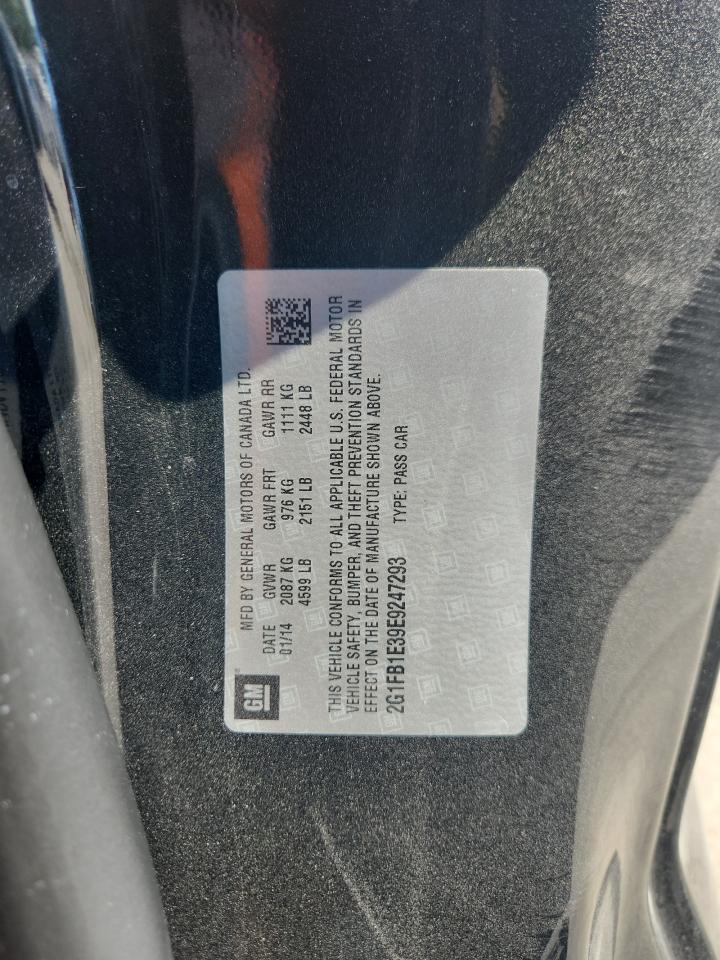 GM
MFD BY GENERAL MOTORS OF CANADA LTD.
DATE GVWR GAWR FRT GAWR RR
01/14 2087 KG 976 KG 1111 KG
4599 LB 2151 LB 2448 LB
THIS VEHICLE CONFORMS TO ALL APPLICABLE U.S. FEDERAL MOTOR
VEHICLE SAFETY, BUMPER, AND THEFT PREVENTION STANDARDS IN
EFFECT ON THE DATE OF MANUFACTURE SHOWN ABOVE.
2G1FB1E39E9247293 TYPE: PASS CAR